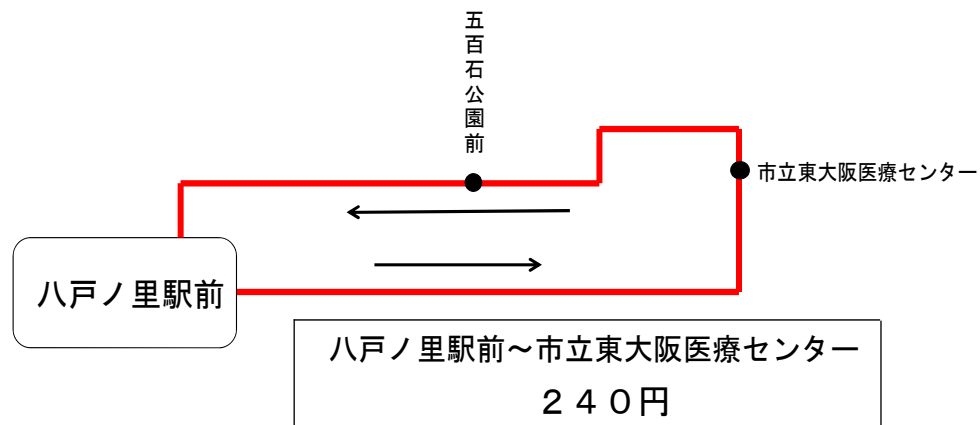 五百石公園前
市立東大阪医療センター
八戸ノ里駅前
八戸ノ里駅前～市立東大阪医療センター
２４０円